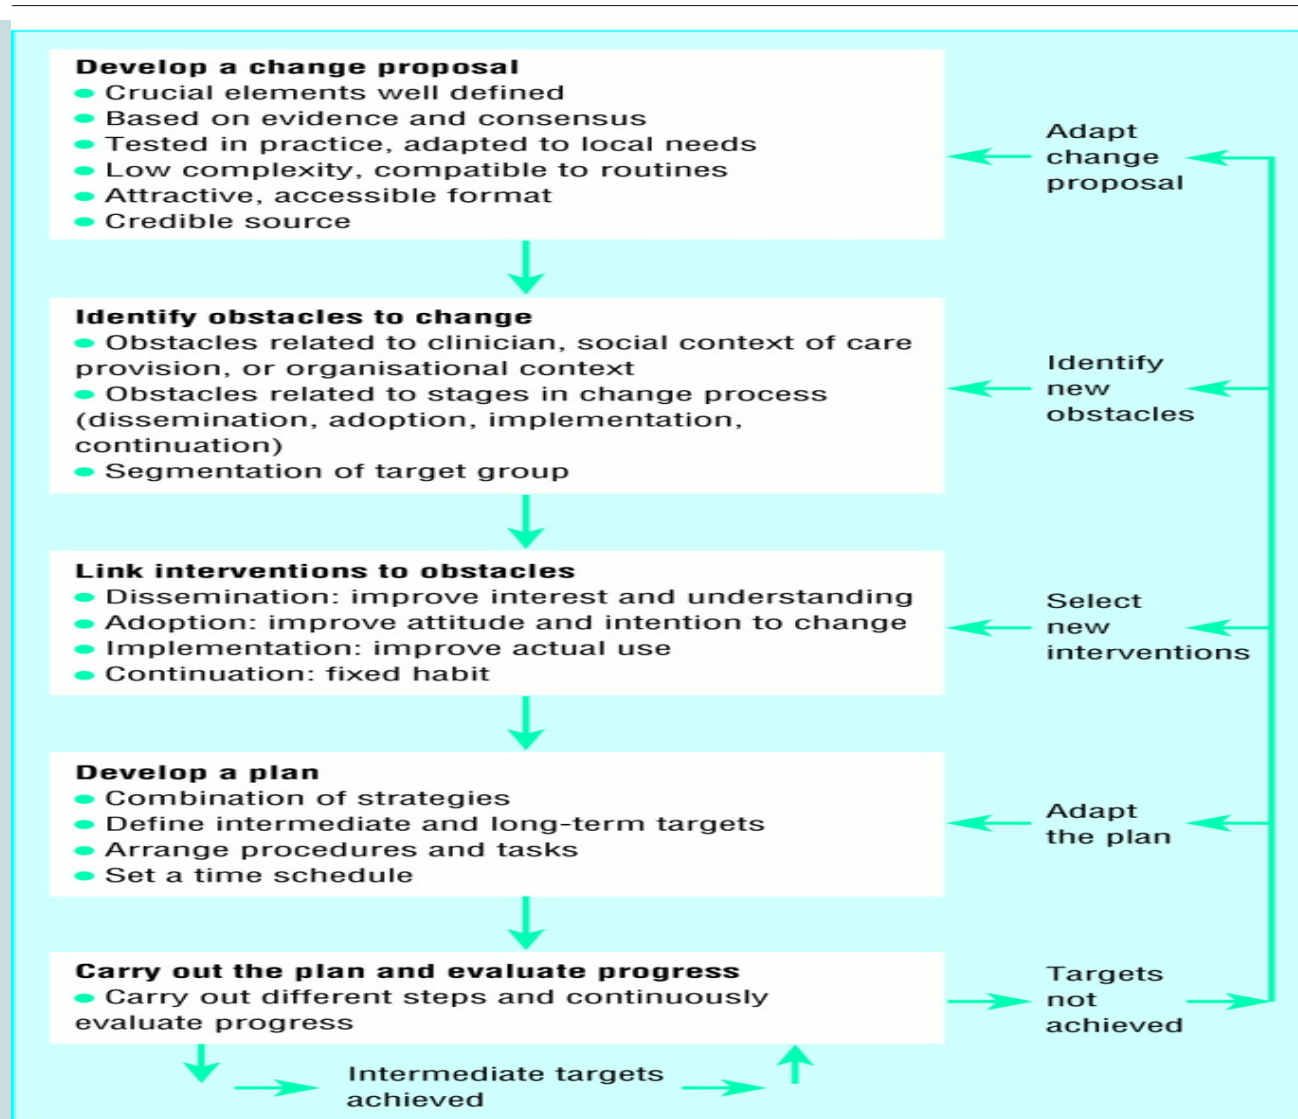 Develop a change proposal
● Crucial elements well defined
● Based on evidence and consensus
● Tested in practice, adapted to local needs
● Low complexity, compatible to routines
● Attractive, accessible format
● Credible source
Adapt
change
proposal
Identify obstacles to change
● Obstacles related to clinician, social context of care
provision, or organisational context
● Obstacles related to stages in change process
(dissemination, adoption, implementation,
continuation)
● Segmentation of target group
Identify
new
obstacles
Link interventions to obstacles
● Dissemination: improve interest and understanding
● Adoption: improve attitude and intention to change
● Implementation: improve actual use
● Continuation: fixed habit
Select
new
interventions
Develop a plan
● Combination of strategies
● Define intermediate and long-term targets
● Arrange procedures and tasks
● Set a time schedule
Adapt
the plan
Carry out the plan and evaluate progress
● Carry out different steps and continuously
evaluate progress
Targets
not
achieved
Intermediate targets
achieved